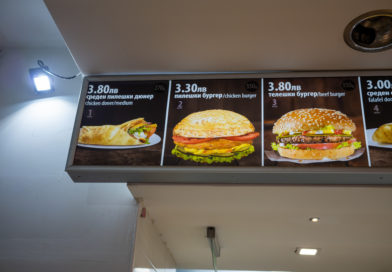 3.80лв
среден пилешки дюнер
chicken doner/medium
1
3.30лв
пилешки бургер/chicken burger
2
3.80лв
телешки бургер/beef burger
3
3.00
falafel doner
4